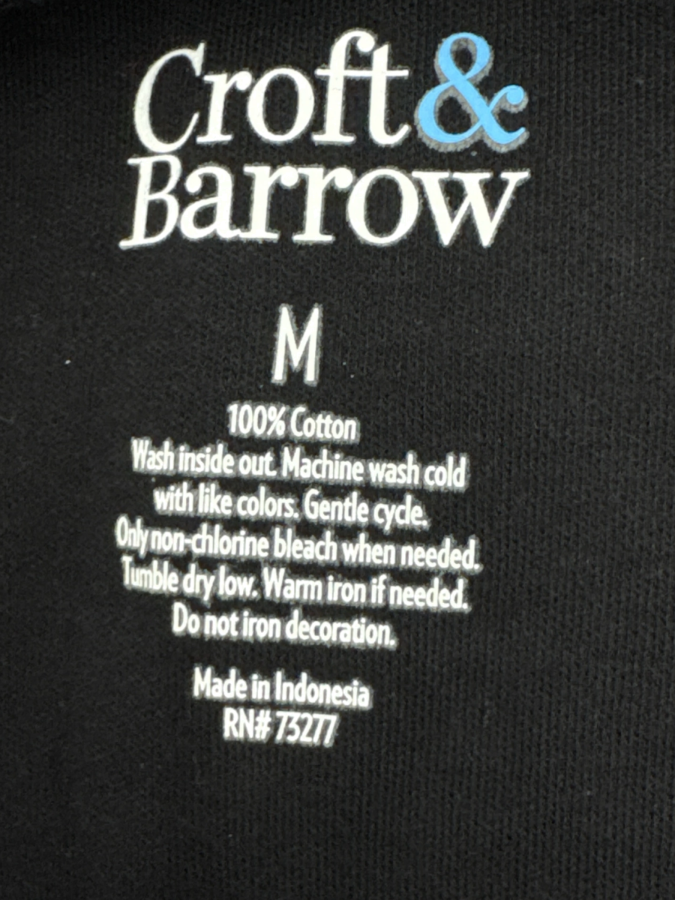 Croft &
Barrow
M
100% Cotton
Wash inside out. Machine wash cold
with like colors. Gentle cycle.
Only non-chlorine bleach when needed.
Tumble dry low. Warm iron if needed.
Do not iron decoration.
Made in Indonesia
RN# 73277